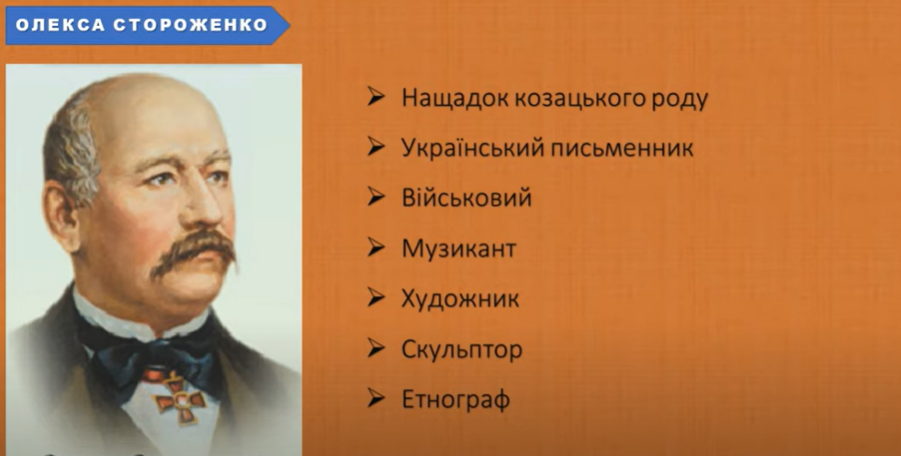 ОЛЕКСА СТОРОЖЕНКО
Нащадок козацького роду
Український письменник
Військовий
Музикант
Художник
Скульптор
Етнограф